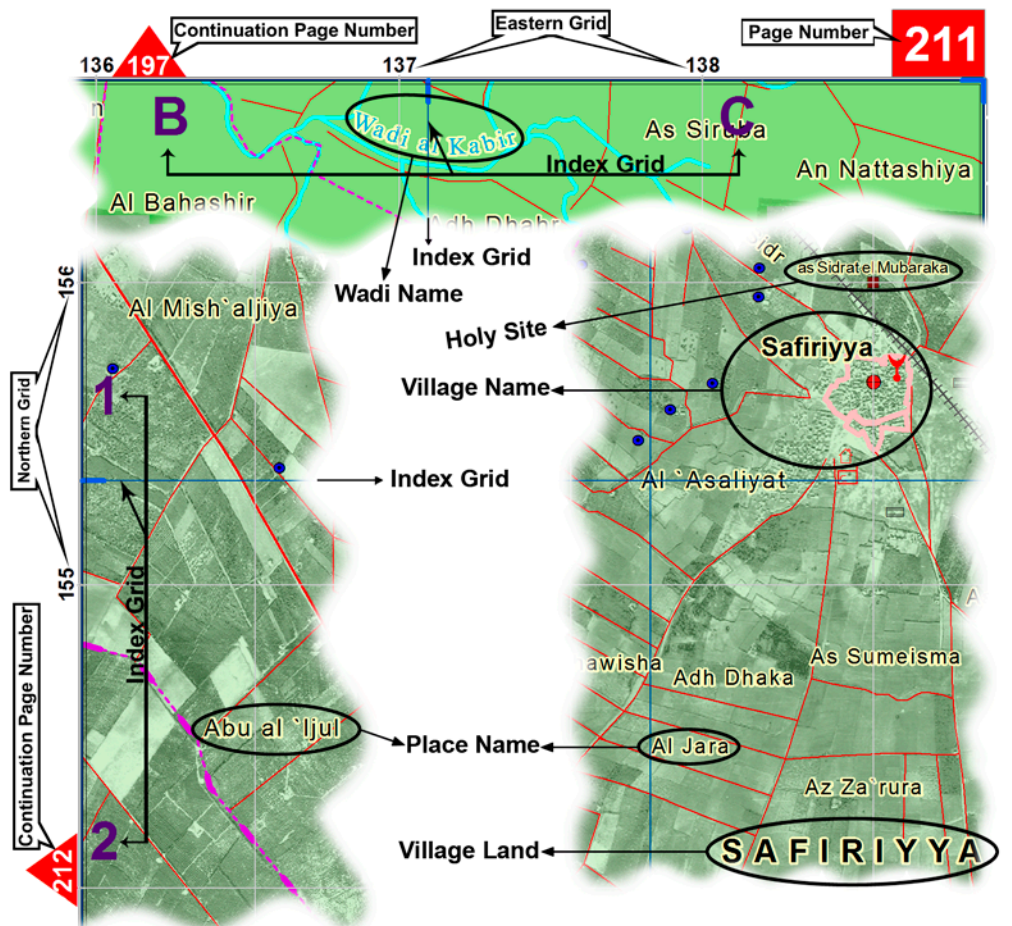 Continuation Page Number
Eastern Grid
Page Number
211
136
197
137
138
n
B
Wadi al Kabir
As Siruba
C
Index Grid
An Nattashiya
Al Bahashir
Adh Dhahr
Index Grid
idr
as Sidrat el Mubaraka
156
Wadi Name
Al Mish`aljiya
Holy Site
Safiriyya
Village Name
1
Northern Grid
Index Grid
Al `Asaliyat
155
Index Grid
A
Continuation Page Number
awisha
Adh Dhaka
As Sumeisma
Abu al `Ijul
Place Name
Al Jara
Az Za`rura
2
Village Land
SAFIRIYYA
212